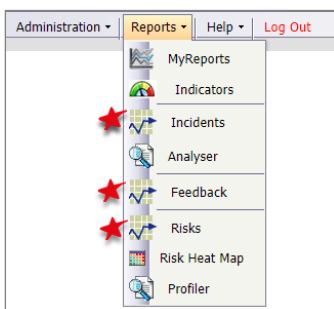 Administration Reports Help Log Out
MyReports
Indicators
Incidents
Analyser
Feedback
Risks
Risk Heat Map
Profiler